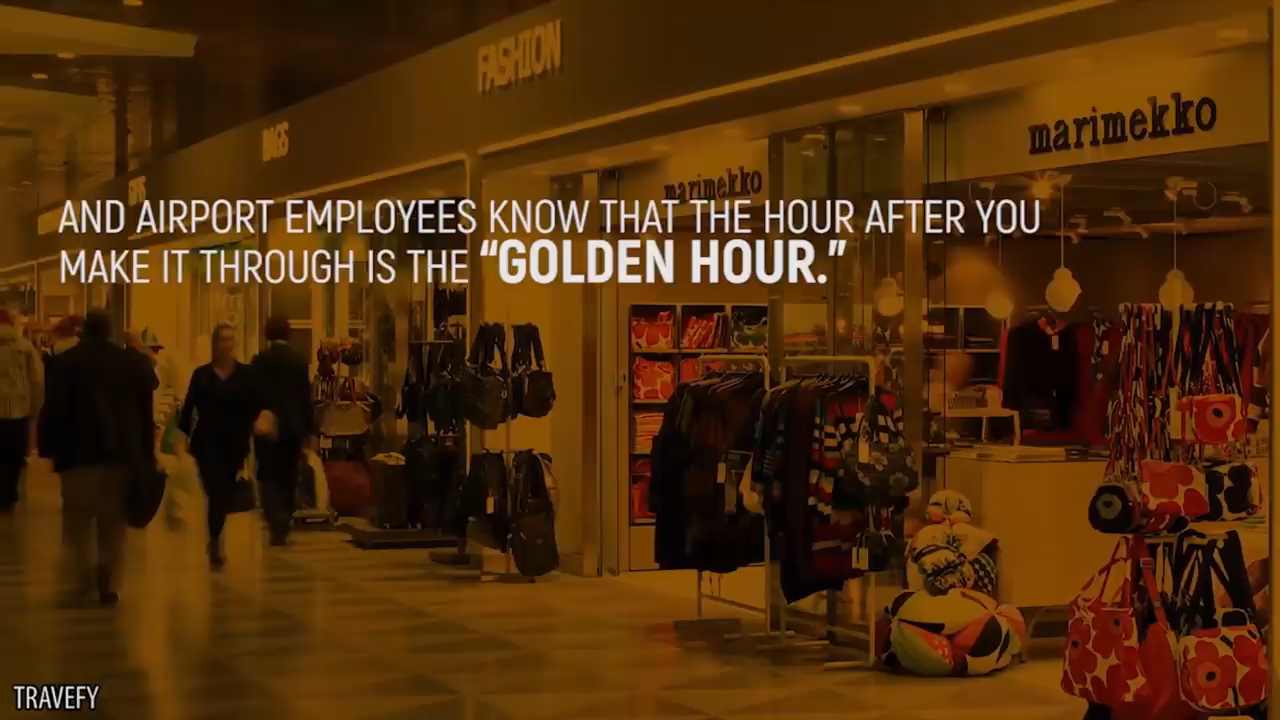 FASHION
BAGS
marimekko
marimekko
AND AIRPORT EMPLOYEES KNOW THAT THE HOUR AFTER YOU
MAKE IT THROUGH IS THE “GOLDEN HOUR.”
TRAVEFY